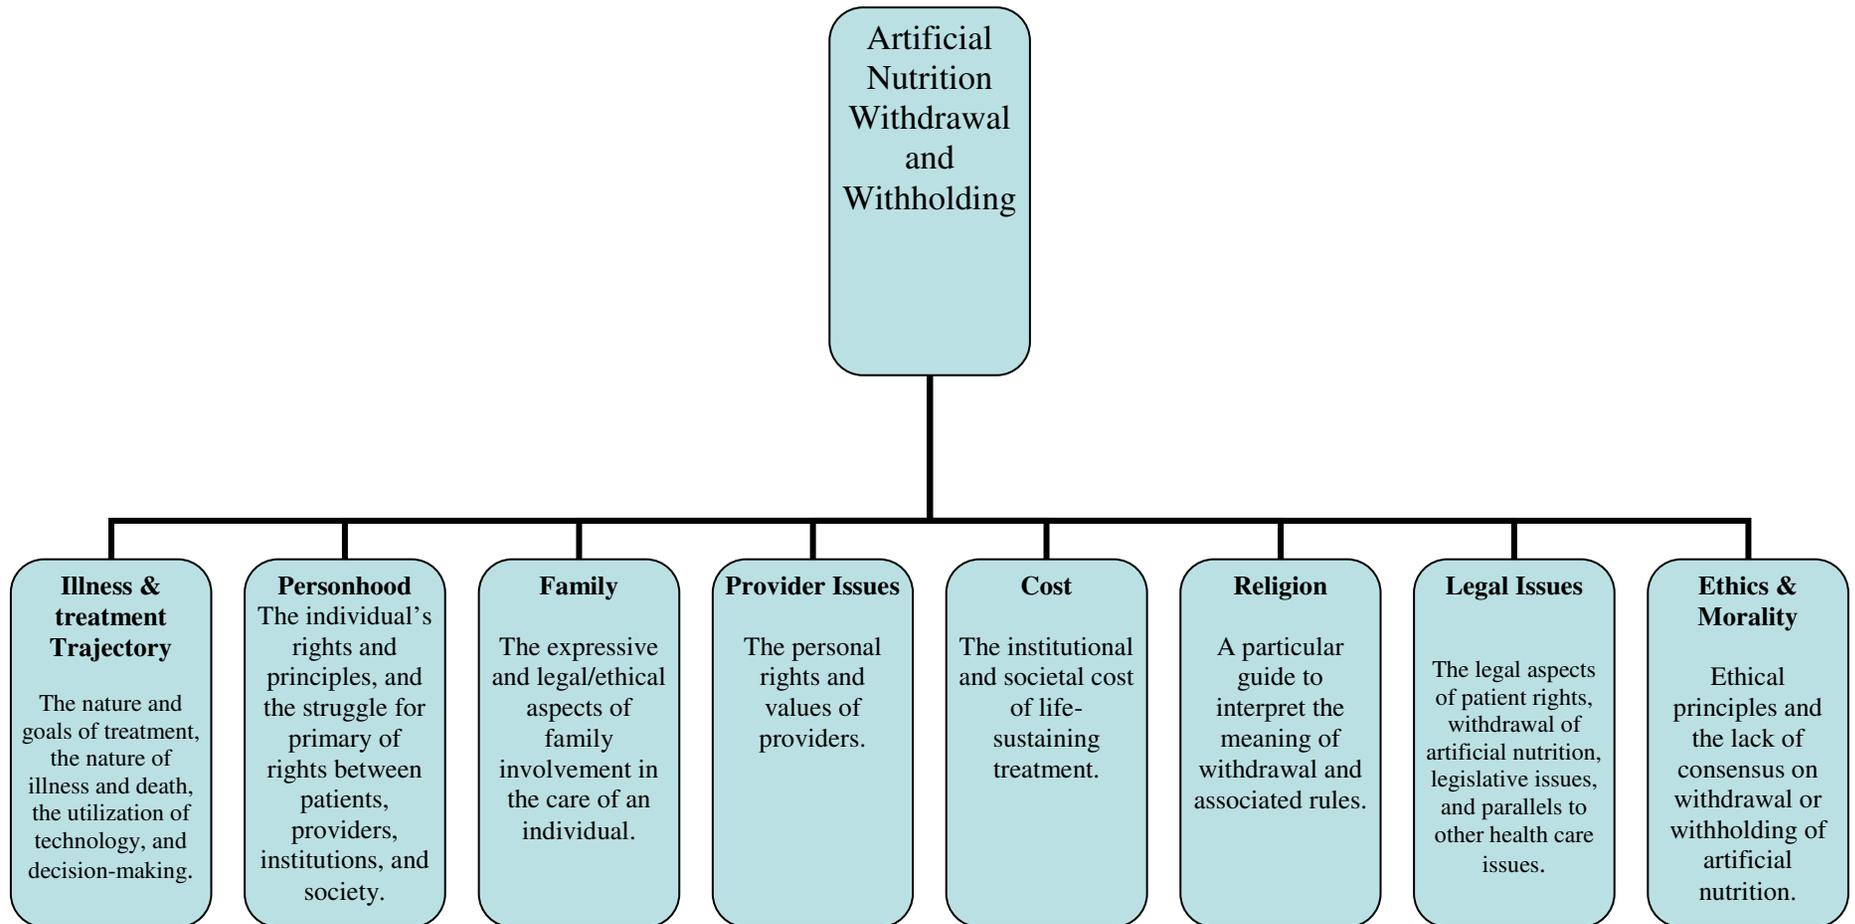 Artificial
Nutrition
Withdrawal
and
Withholding
Illness &
treatment
Trajectory
The nature and
goals of treatment,
the nature of
illness and death,
the utilization of
technology, and
decision-making.
Personhood
The individual’s
rights and
principles, and
the struggle for
primary of
rights between
patients,
providers,
institutions, and
society.
Family
The expressive
and legal/ethical
aspects of
family
involvement in
the care of an
individual.
Provider Issues
The personal
rights and
values of
providers.
Cost
The institutional
and societal cost
of life-
sustaining
treatment.
Religion
A particular
guide to
interpret the
meaning of
withdrawal and
associated rules.
Legal Issues
The legal aspects
of patient rights,
withdrawal of
artificial nutrition,
legislative issues,
and parallels to
other health care
issues.
Ethics &
Morality
Ethical
principles and
the lack of
consensus on
withdrawal or
withholding of
artificial
nutrition.